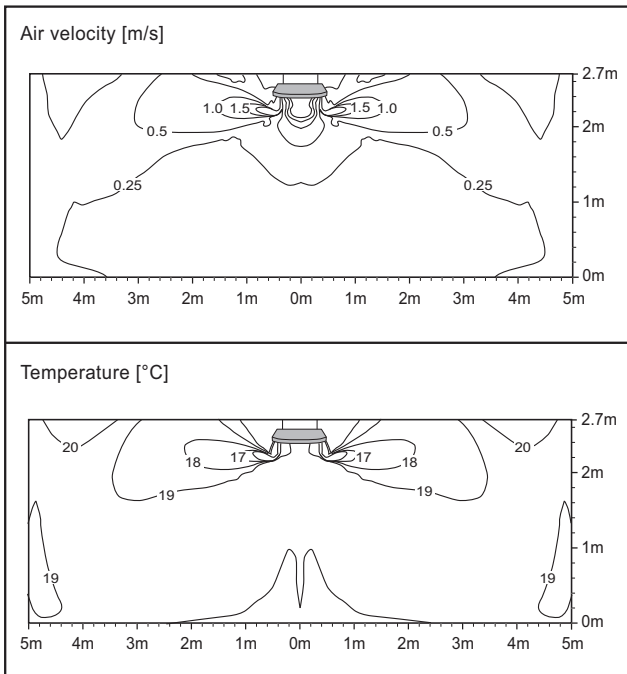 Air velocity [m/s]
2.7m
1.0 1.5 1.5 1.0
2m
0.5 0.5
0.25 0.25
1m
0m
5m 4m 3m 2m 1m 0m 1m 2m 3m 4m 5m
Temperature [°C]
2.7m
20 20
18 17 17 18
2m
19 19
1m
19 19
0m
5m 4m 3m 2m 1m 0m 1m 2m 3m 4m 5m